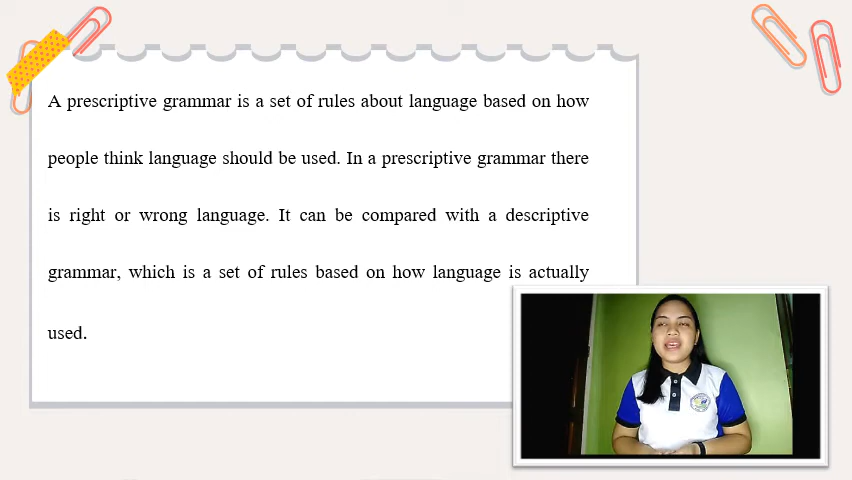 A prescriptive grammar is a set of rules about language based on how
people think language should be used. In a prescriptive grammar there
is right or wrong language. It can be compared with a descriptive
grammar, which is a set of rules based on how language is actually
used.